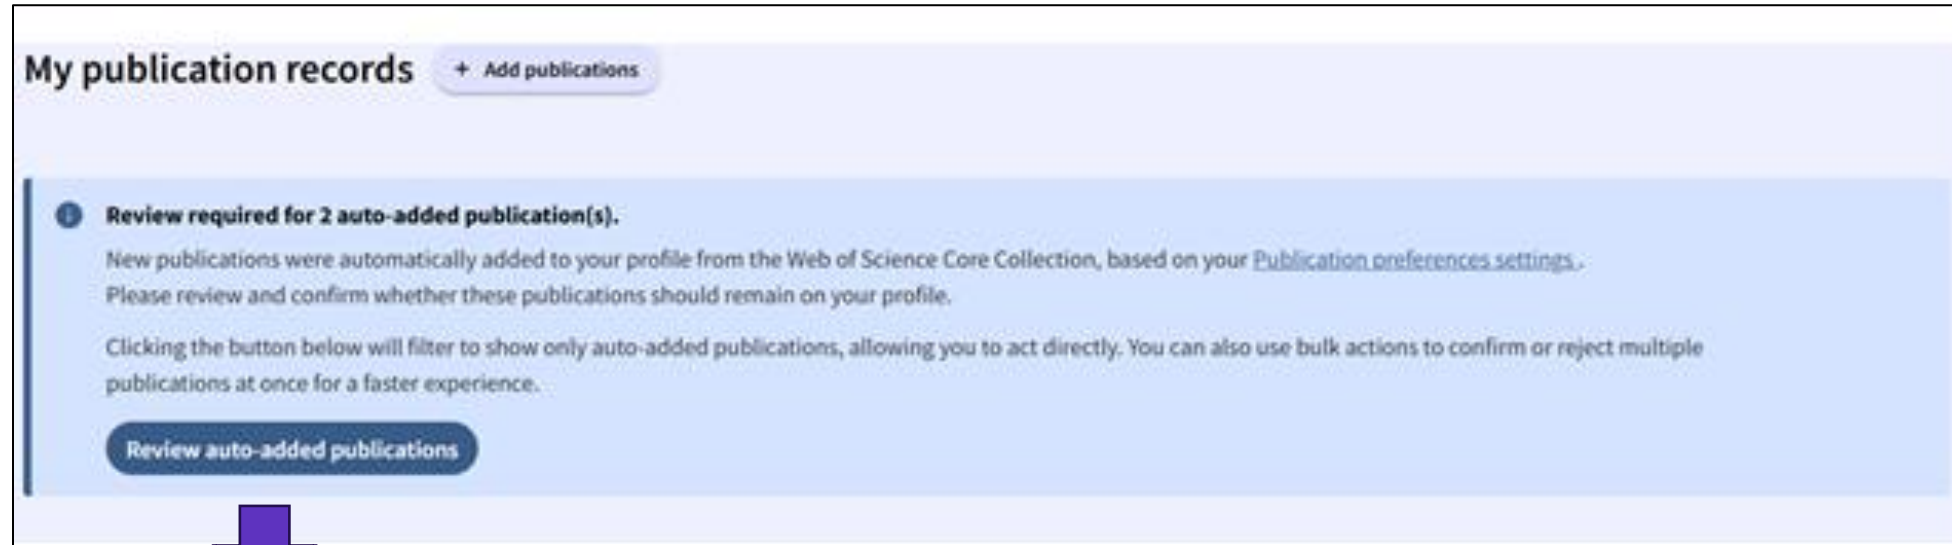 My publication records
+ Add publications
Review required for 2 auto-added publication(s).
New publications were automatically added to your profile from the Web of Science Core Collection, based on your Publication preferences settings .
Please review and confirm whether these publications should remain on your profile.
Clicking the button below will filter to show only auto-added publications, allowing you to act directly. You can also use bulk actions to confirm or reject multiple
publications at once for a faster experience.
Review auto-added publications